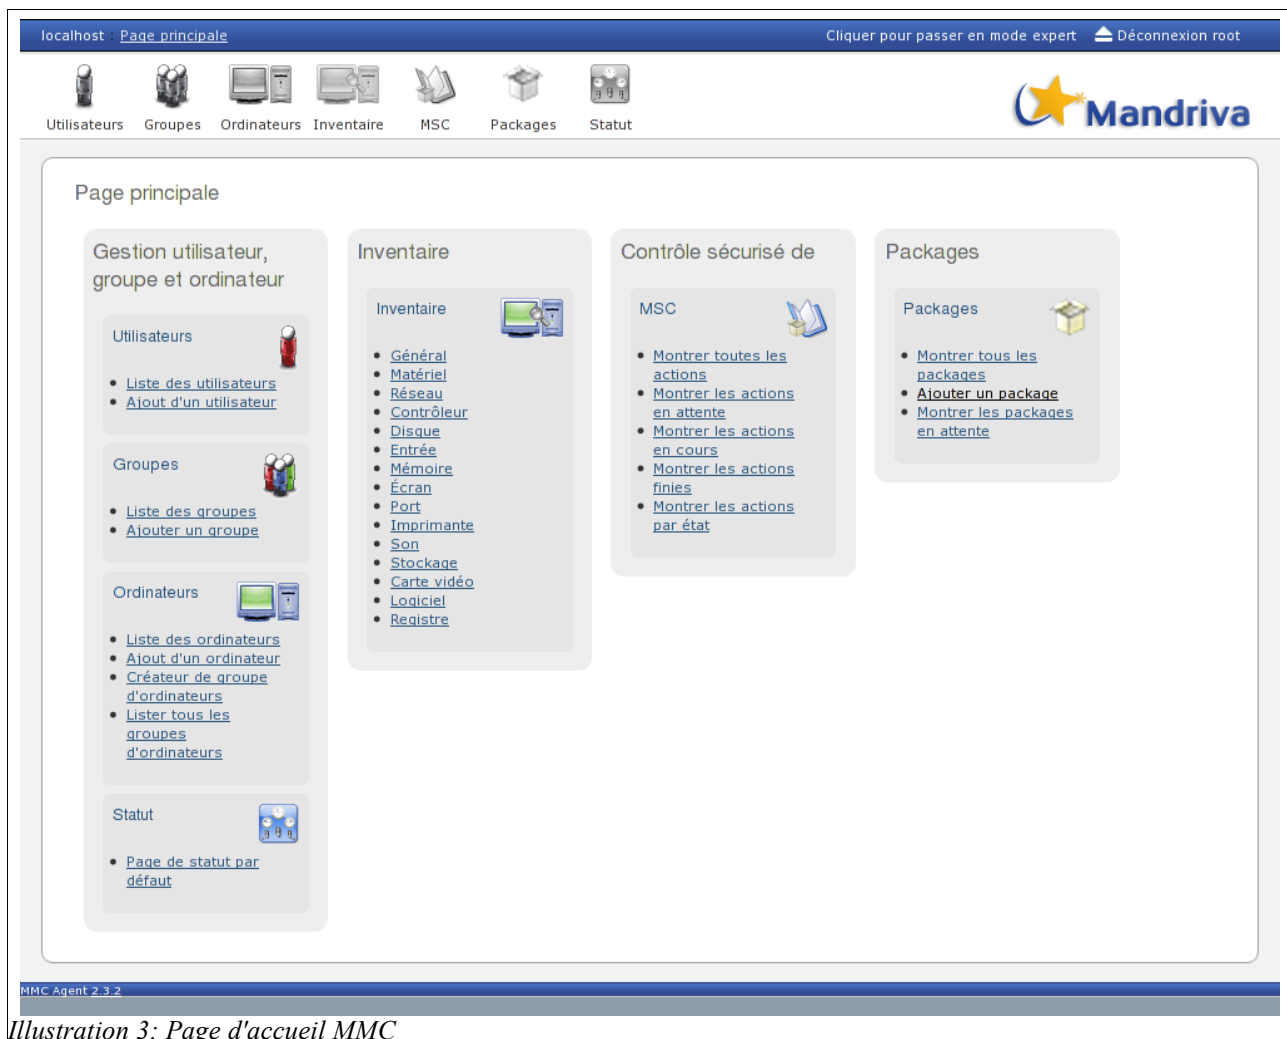 localhost : Page principale
Cliquer pour passer en mode expert
Déconnexion root
Utilisateurs
Groupes
Ordinateurs
Inventaire
MSC
Packages
Statut
Mandriva
Page principale
Gestion utilisateur,
groupe et ordinateur
Utilisateurs
Liste des utilisateurs
Ajout d'un utilisateur
Groupes
Liste des groupes
Ajouter un groupe
Ordinateurs
Liste des ordinateurs
Ajout d'un ordinateur
Créateur de groupe
d'ordinateurs
Lister tous les
groupes
d'ordinateurs
Statut
Page de statut par
défaut
Inventaire
Inventaire
Général
Matériel
Réseau
Contrôleur
Disque
Entrée
Mémoire
Écran
Port
Imprimante
Son
Stockage
Carte vidéo
Logiciel
Registre
Contrôle sécurisé de
MSC
Montrer toutes les
actions
Montrer les actions
en attente
Montrer les actions
en cours
Montrer les actions
finies
Montrer les actions
par état
Packages
Packages
Montrer tous les
packages
Ajouter un package
Montrer les packages
en attente
MMC Agent 2.3.2
Illustration 3: Page d'accueil MMC